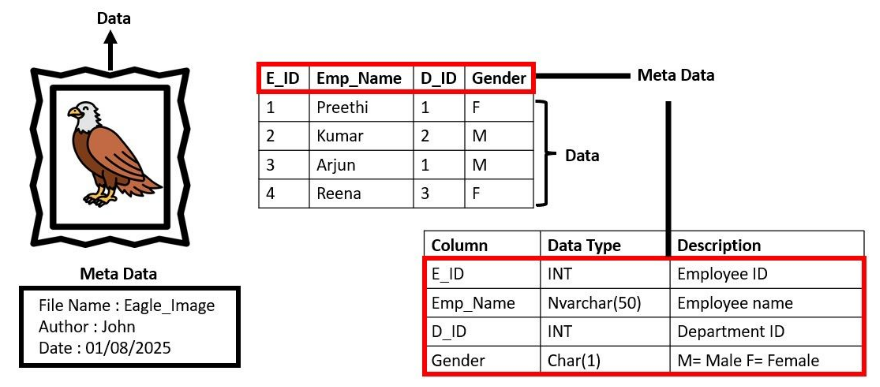 Data
Meta Data
File Name : Eagle_Image
Author : John
Date : 01/08/2025
E_ID Emp_Name D_ID Gender
1 Preethi 1 F
2 Kumar 2 M
3 Arjun 1 M
4 Reena 3 F
Meta Data
Data
Column Data Type Description
E_ID INT Employee ID
Emp_Name Nvarchar(50) Employee name
D_ID INT Department ID
Gender Char(1) M= Male F= Female